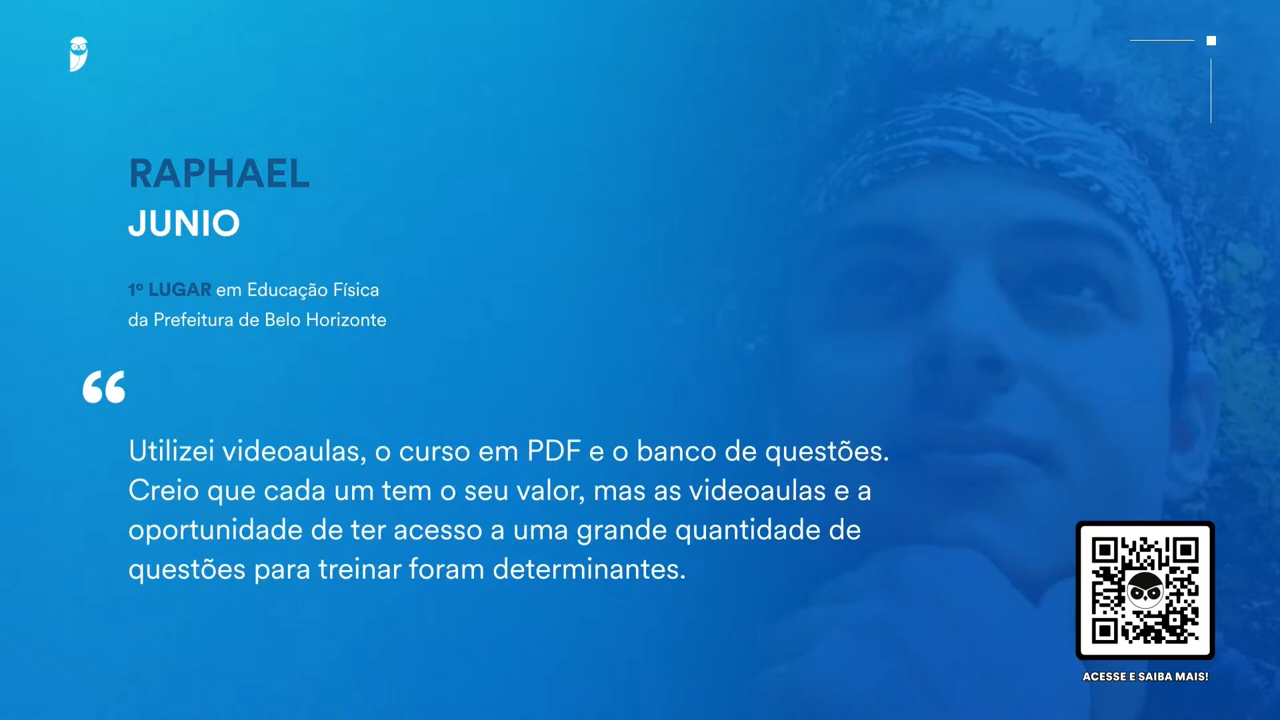 RAPHAEL
JUNIO
1º LUGAR em Educação Física
da Prefeitura de Belo Horizonte
“
Utilizei videoaulas, o curso em PDF e o banco de questões.
Creio que cada um tem o seu valor, mas as videoaulas e a
oportunidade de ter acesso a uma grande quantidade de
questões para treinar foram determinantes.
ACESSE E SAIBA MAIS!